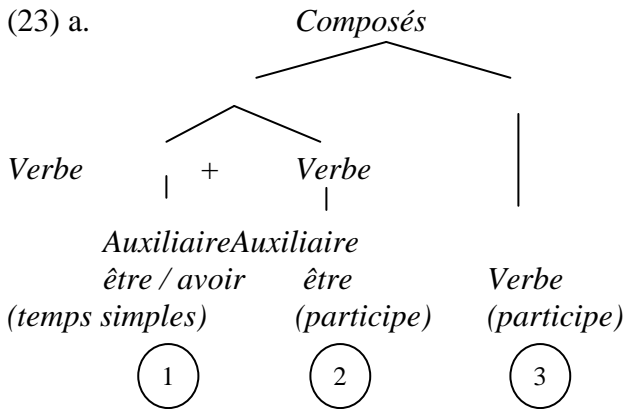 (23) a. Composés
Verbe + Verbe
AuxiliaireAuxiliaire
être / avoir être Verbe
(temps simples) (participe) (participe)
1 2 3